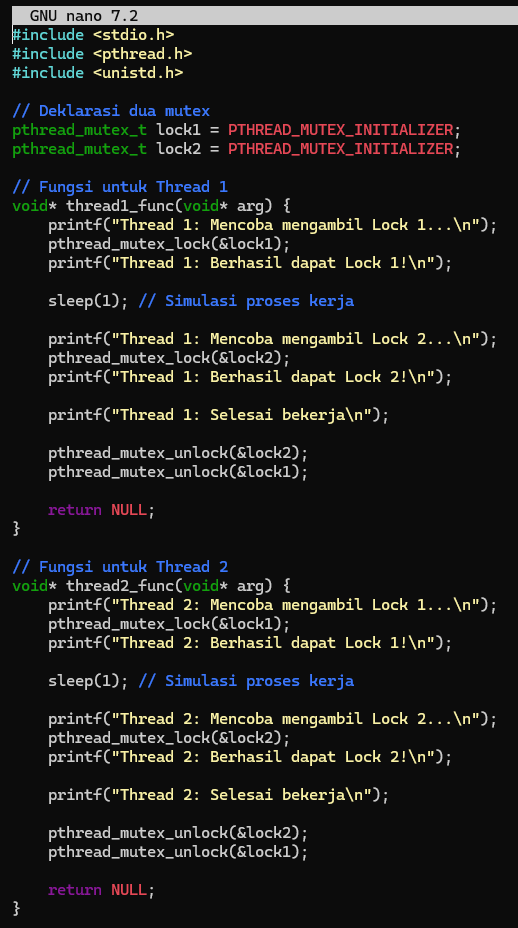 GNU nano 7.2
#include <stdio.h>
#include <pthread.h>
#include <unistd.h>
// Deklarasi dua mutex
pthread_mutex_t lock1 = PTHREAD_MUTEX_INITIALIZER;
pthread_mutex_t lock2 = PTHREAD_MUTEX_INITIALIZER;
// Fungsi untuk Thread 1
void* thread1_func(void* arg) {
    printf("Thread 1: Mencoba mengambil Lock 1...\n");
    pthread_mutex_lock(&lock1);
    printf("Thread 1: Berhasil dapat Lock 1!\n");
    sleep(1); // Simulasi proses kerja
    printf("Thread 1: Mencoba mengambil Lock 2...\n");
    pthread_mutex_lock(&lock2);
    printf("Thread 1: Berhasil dapat Lock 2!\n");
    printf("Thread 1: Selesai bekerja\n");
    pthread_mutex_unlock(&lock2);
    pthread_mutex_unlock(&lock1);
    return NULL;
}
// Fungsi untuk Thread 2
void* thread2_func(void* arg) {
    printf("Thread 2: Mencoba mengambil Lock 1...\n");
    pthread_mutex_lock(&lock1);
    printf("Thread 2: Berhasil dapat Lock 1!\n");
    sleep(1); // Simulasi proses kerja
    printf("Thread 2: Mencoba mengambil Lock 2...\n");
    pthread_mutex_lock(&lock2);
    printf("Thread 2: Berhasil dapat Lock 2!\n");
    printf("Thread 2: Selesai bekerja\n");
    pthread_mutex_unlock(&lock2);
    pthread_mutex_unlock(&lock1);
    return NULL;
}